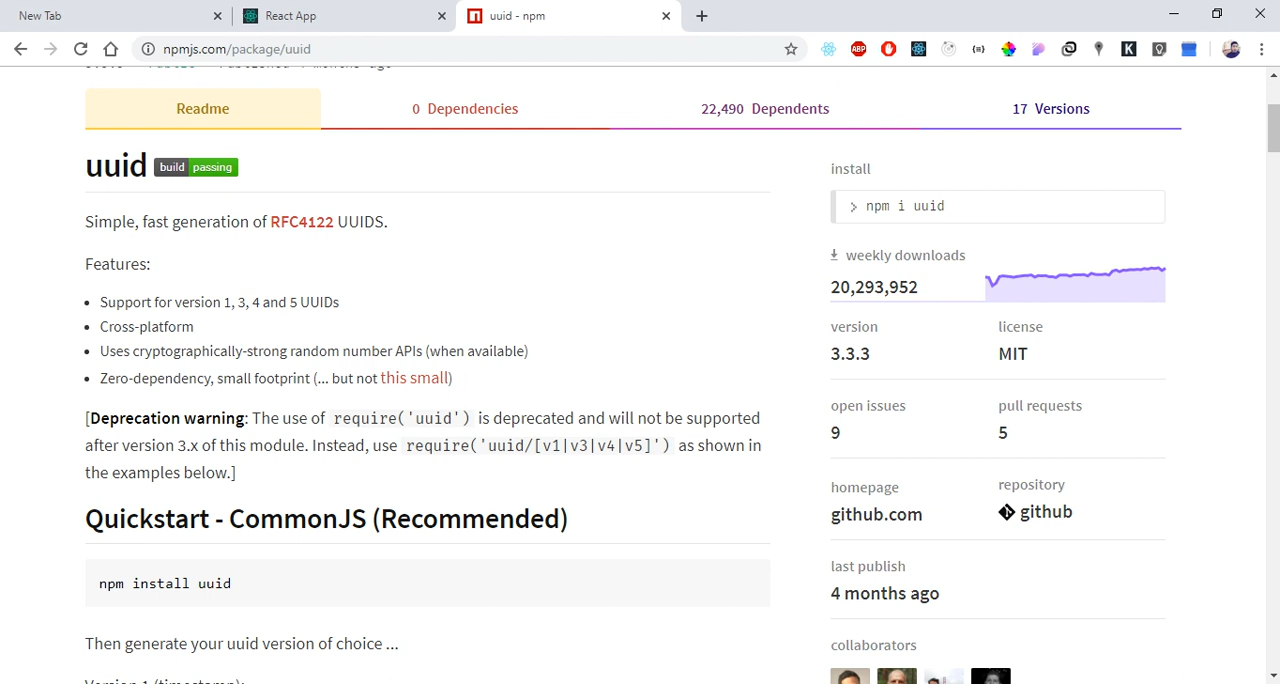 New Tab
React App
uuid - npm
npmjs.com/package/uuid
Readme
0 Dependencies
22,490 Dependents
17 Versions
uuid build passing
Simple, fast generation of RFC4122 UUIDS.
Features:
Support for version 1, 3, 4 and 5 UUIDs
Cross-platform
Uses cryptographically-strong random number APIs (when available)
Zero-dependency, small footprint (... but not this small)
[Deprecation warning: The use of require('uuid') is deprecated and will not be supported
after version 3.x of this module. Instead, use require('uuid/[v1|v3|v4|v5]') as shown in
the examples below.]
Quickstart - CommonJS (Recommended)
npm install uuid
Then generate your uuid version of choice ...
Version 1 (timestamp):
install
> npm i uuid
weekly downloads
20,293,952
version
3.3.3
license
MIT
open issues
9
pull requests
5
homepage
github.com
repository
github
last publish
4 months ago
collaborators